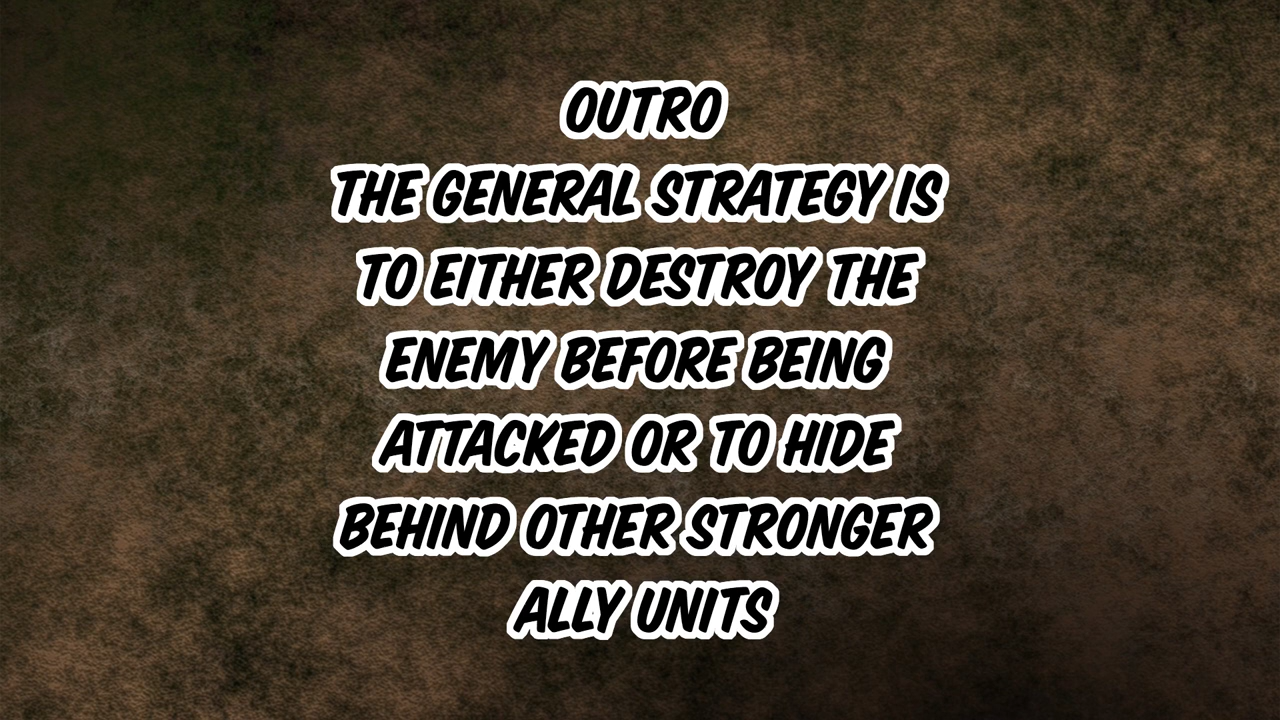 OUTRO
THE GENERAL STRATEGY IS
TO EITHER DESTROY THE
ENEMY BEFORE BEING
ATTACKED OR TO HIDE
BEHIND OTHER STRONGER
ALLY UNITS